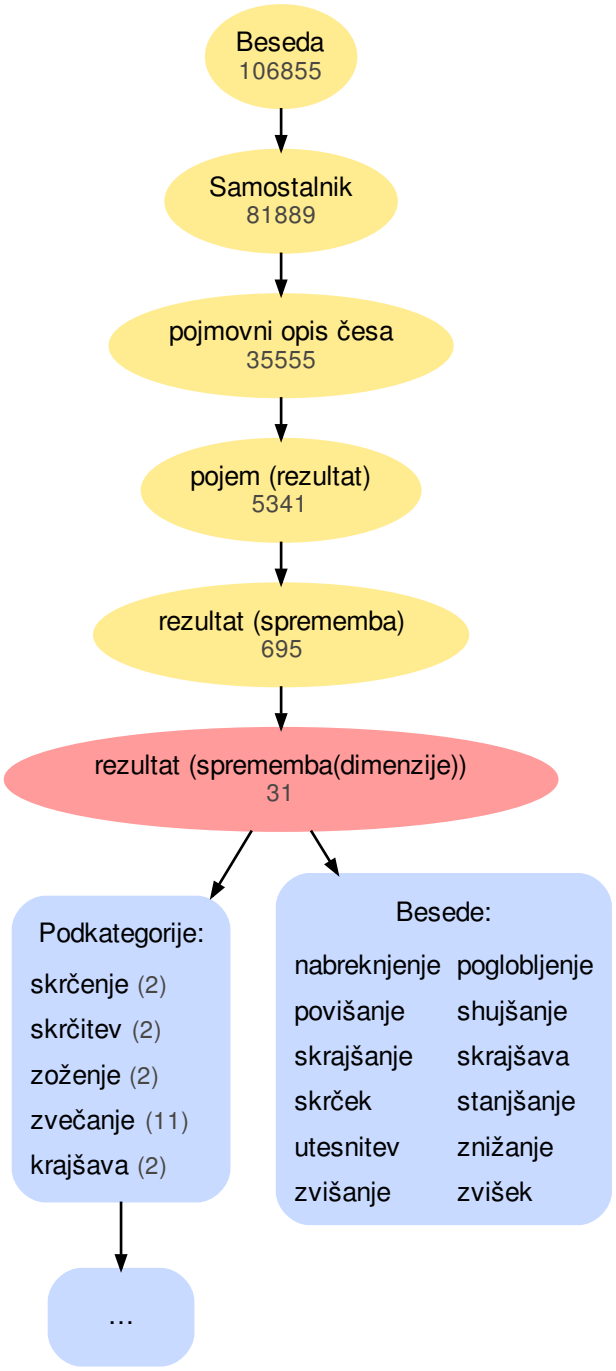 Beseda
106855
Samostalnik
81889
pojmovni opis česa
35555
pojem (rezultat)
5341
rezultat (sprememba)
695
rezultat (sprememba(dimenzije))
31
Podkategorije:
skrčenje (2)
skrčitev (2)
zoženje (2)
zvečanje (11)
krajšava (2)
...
Besede:
nabreknjenje poglobljenje
povišanje shujšanje
skrajšanje skrajšava
skrček stanjšanje
utesnitev znižanje
zvišanje zvišek